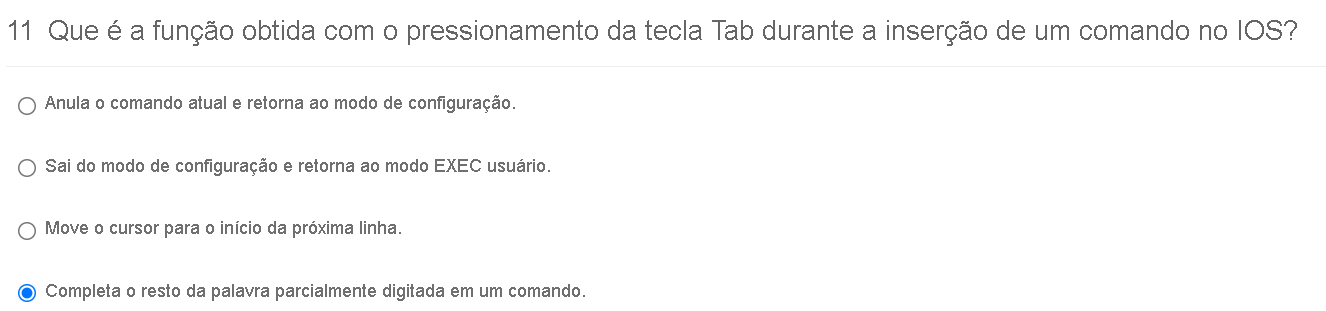 11 Que é a função obtida com o pressionamento da tecla Tab durante a inserção de um comando no IOS?
Anula o comando atual e retorna ao modo de configuração.
Sai do modo de configuração e retorna ao modo EXEC usuário.
Move o cursor para o início da próxima linha.
Completa o resto da palavra parcialmente digitada em um comando.